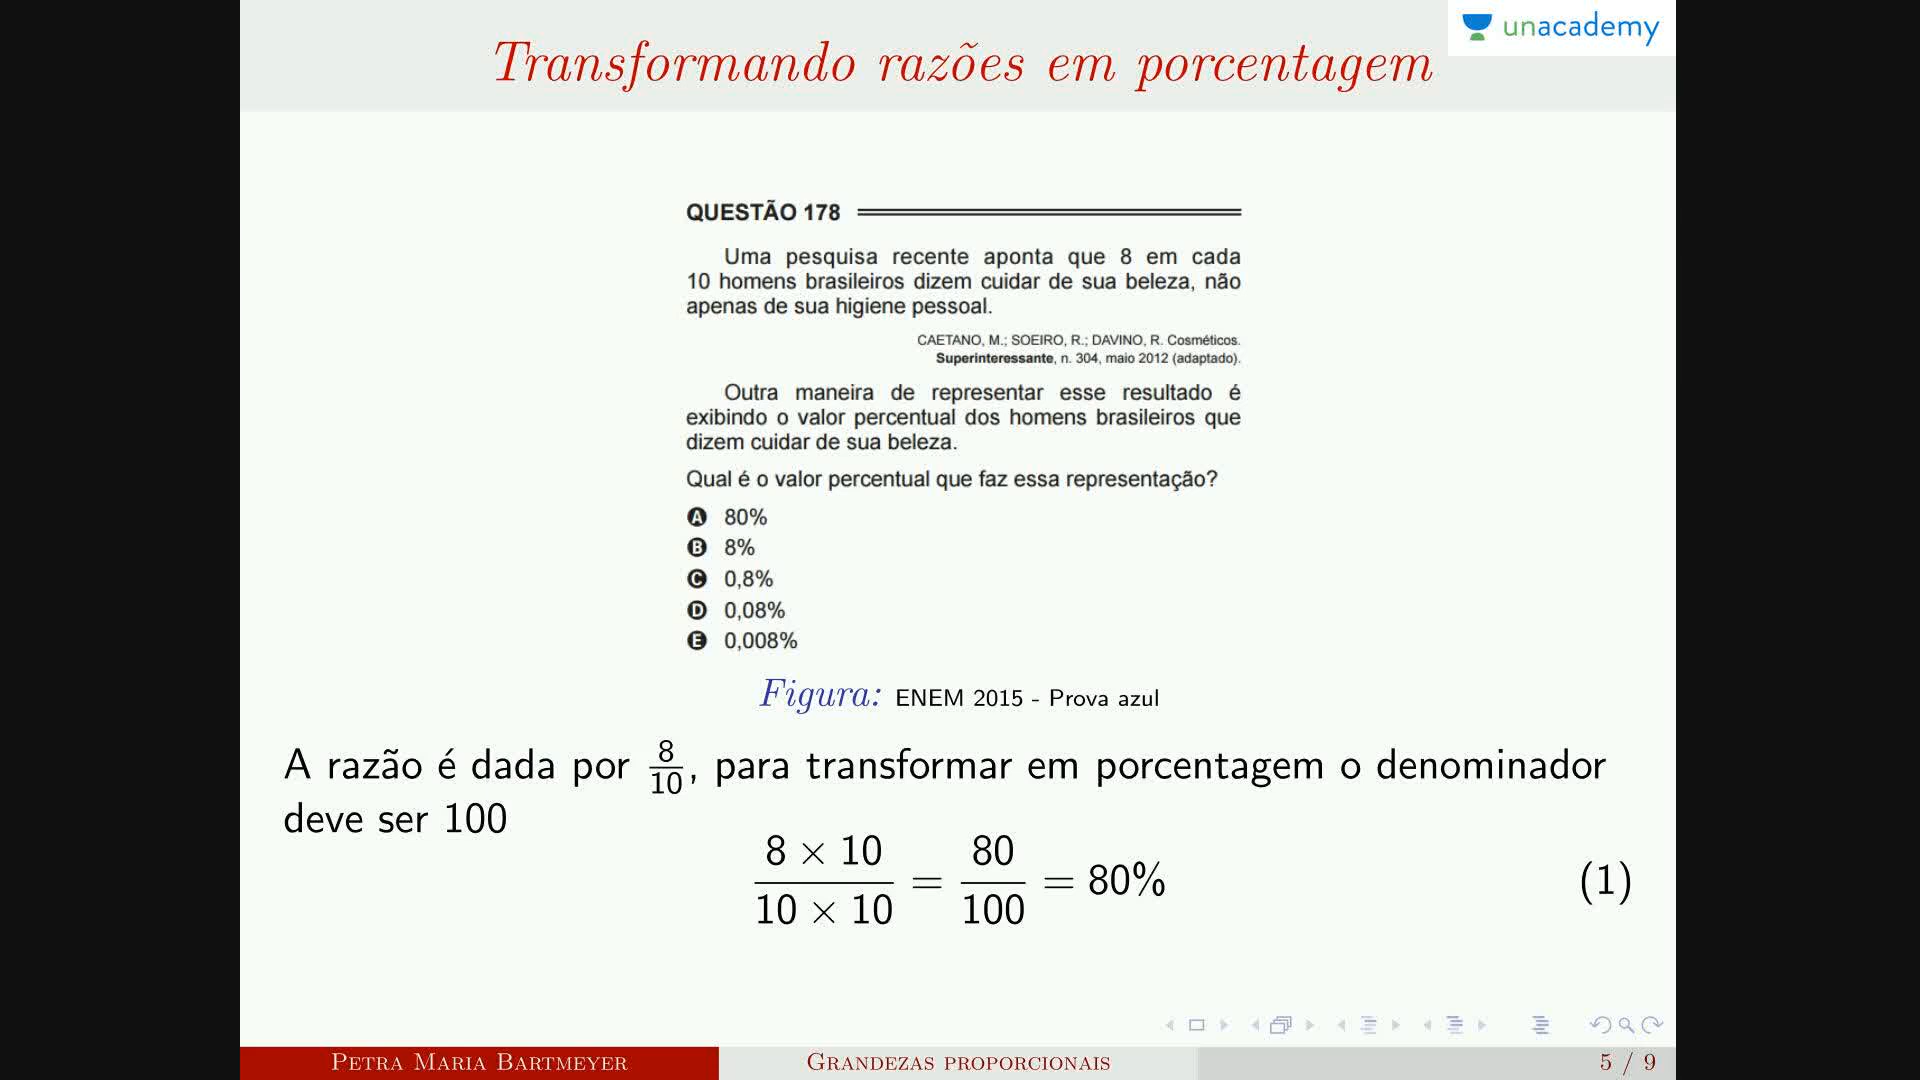 unacademy
Transformando razões em porcentagem
QUESTÃO 178
Uma pesquisa recente aponta que 8 em cada
10 homens brasileiros dizem cuidar de sua beleza, não
apenas de sua higiene pessoal.
CAETANO, M.; SOEIRO, R.; DAVINO, R. Cosméticos.
Superinteressante, n. 304, maio 2012 (adaptado).
Outra maneira de representar esse resultado é
exibindo o valor percentual dos homens brasileiros que
dizem cuidar de sua beleza.
Qual é o valor percentual que faz essa representação?
A 80%
B 8%
C 0,8%
D 0,08%
E 0,008%
Figura: ENEM 2015 - Prova azul
A razão é dada por 8/10, para transformar em porcentagem o denominador
deve ser 100
8 × 10 / 10 × 10 = 80 / 100 = 80% (1)
Petra Maria Bartmeyer Grandezas proporcionais 5 / 9